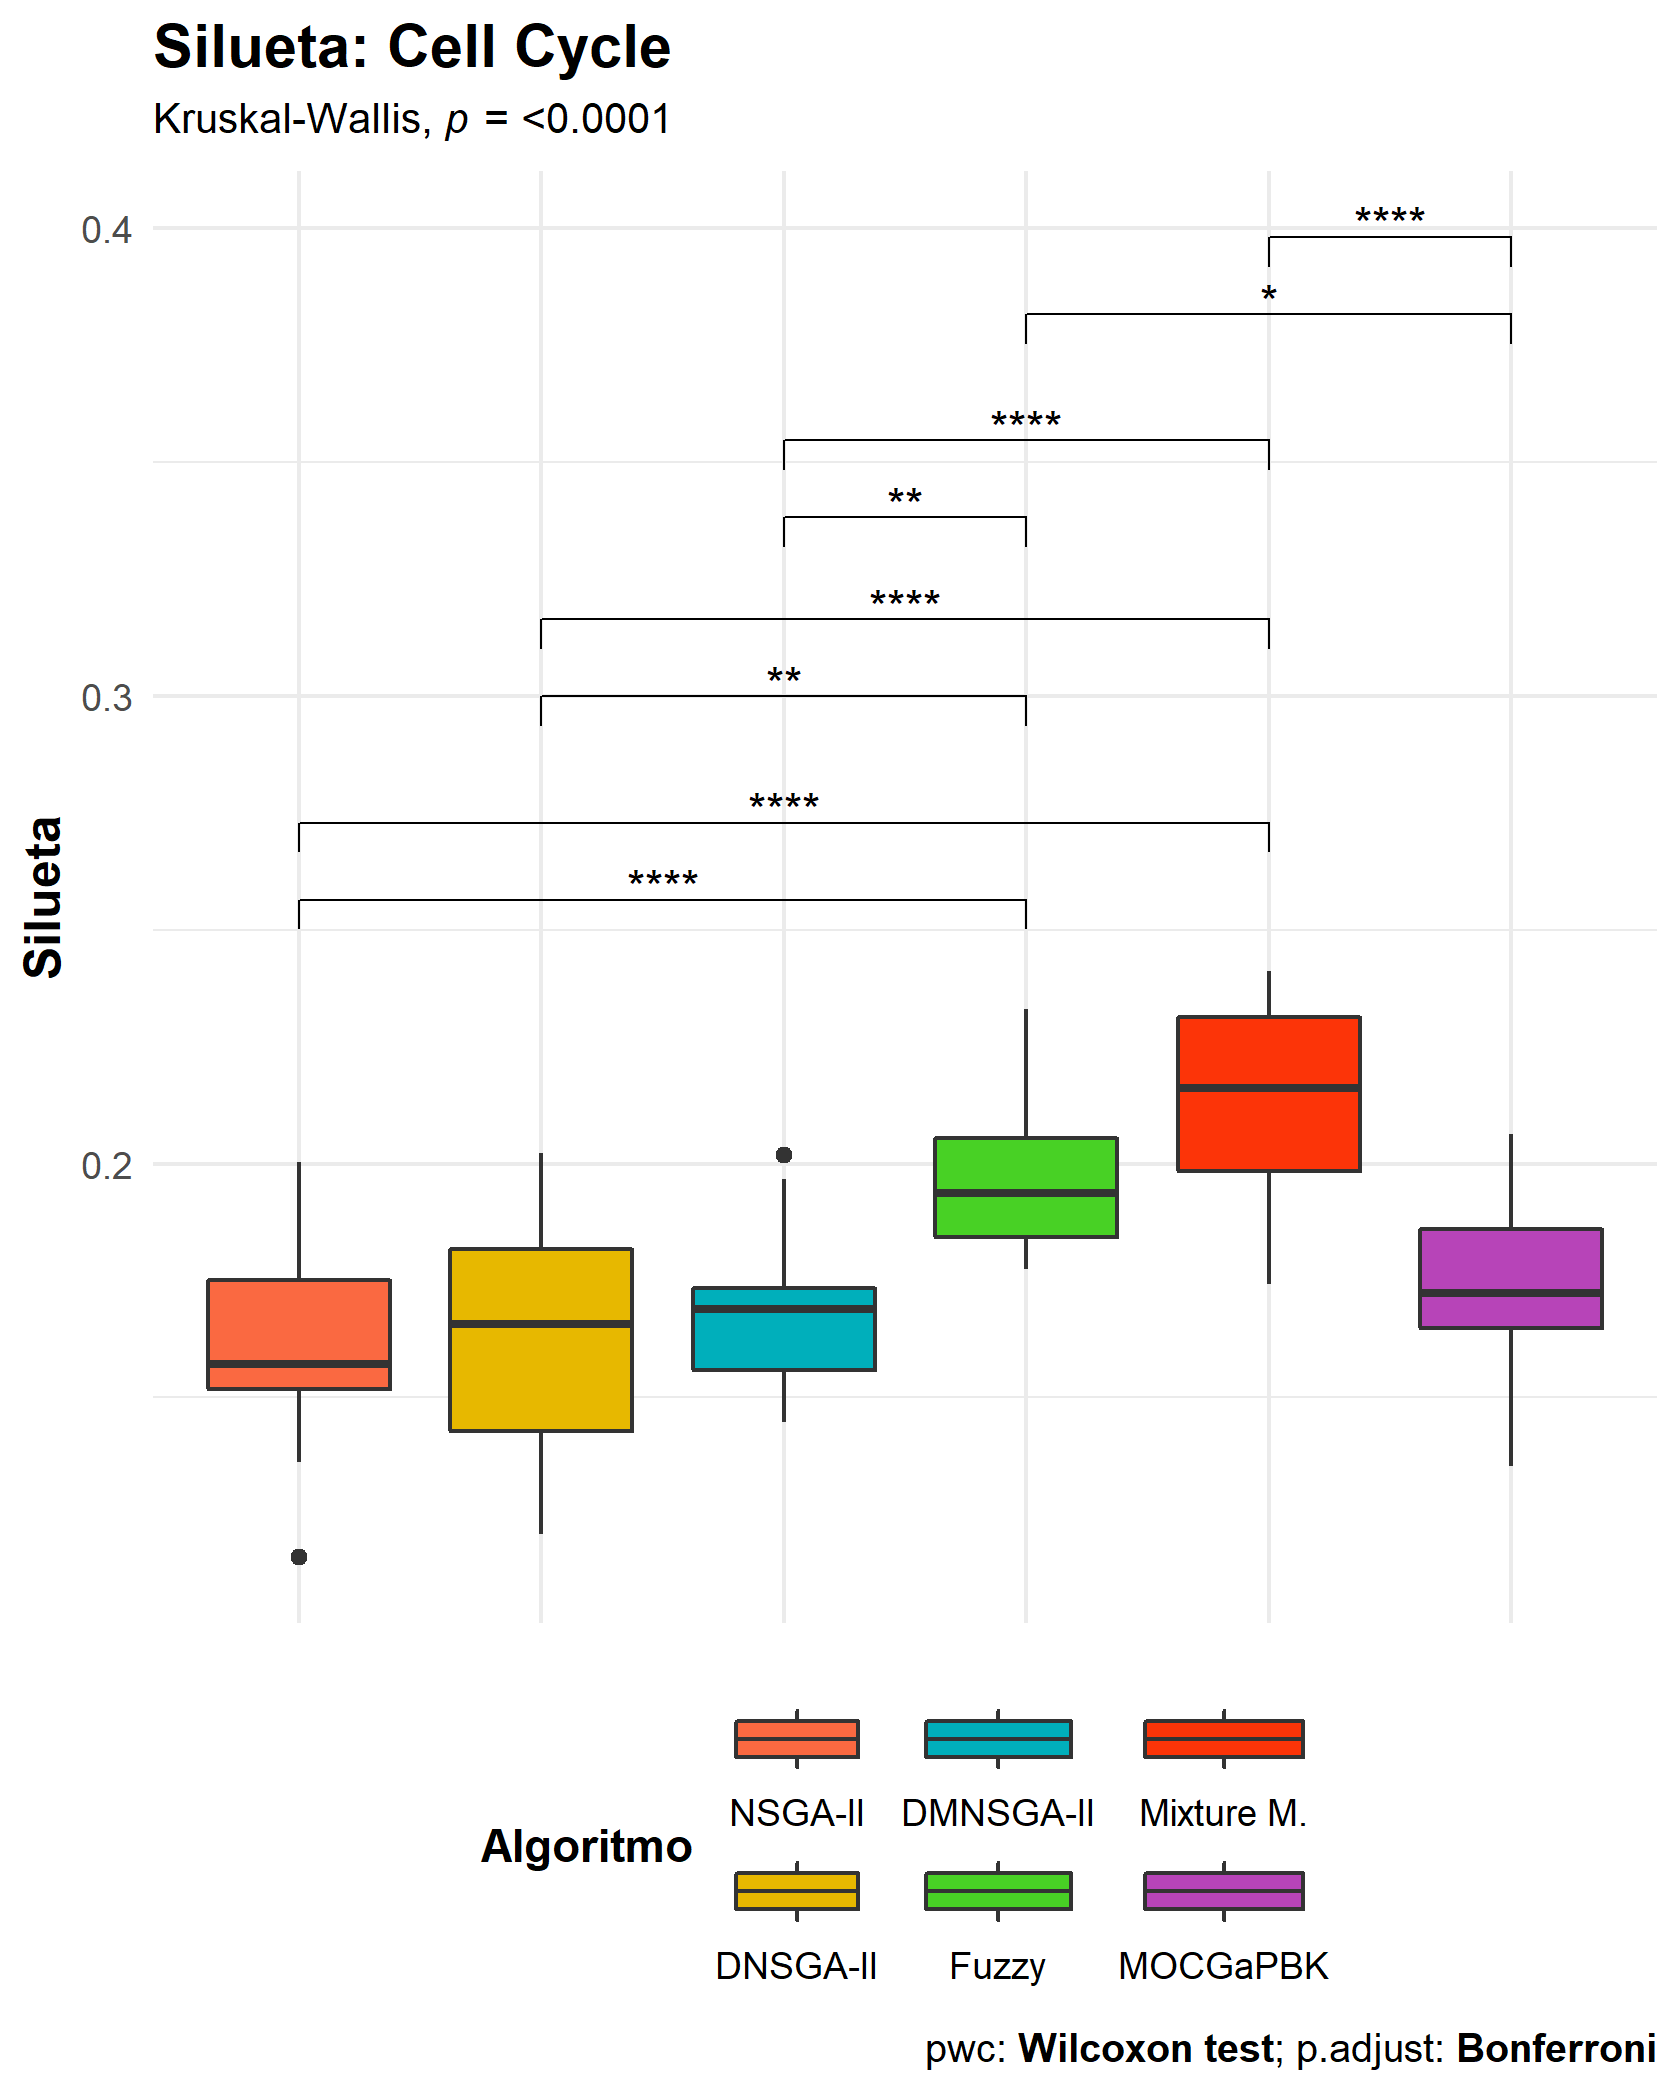 Silueta: Cell Cycle
Kruskal-Wallis, p = <0.0001
0.4
0.3
0.2
Silueta
****
*
****
**
****
**
****
****
Algoritmo
NSGA-II DMNSGA-II Mixture M.
DNSGA-II Fuzzy MOCGaPBK
pwc: Wilcoxon test; p.adjust: Bonferroni